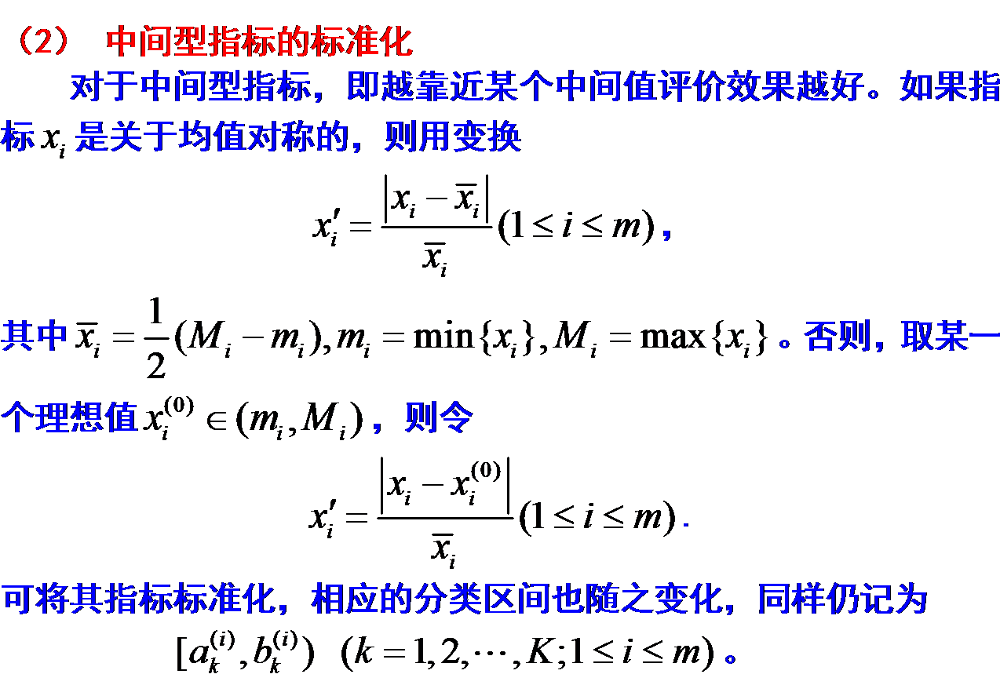 （2） 中间型指标的标准化
对于中间型指标，即越靠近某个中间值评价效果越好。如果指
标 $x_i$ 是关于均值对称的，则用变换
$x_i' = \frac{|x_i - \overline{x}_i|}{\overline{x}_i} (1 \le i \le m)$，
其中 $\overline{x}_i = \frac{1}{2}(M_i - m_i), m_i = \min\{x_i\}, M_i = \max\{x_i\}$。否则，取某一
个理想值 $x_i^{(0)} \in (m_i, M_i)$，则令
$x_i' = \frac{|x_i - x_i^{(0)}|}{\overline{x}_i} (1 \le i \le m)$.
可将其指标标准化，相应的分类区间也随之变化，同样仍记为
$[a_k^{(i)}, b_k^{(i)})$ $(k = 1, 2, \cdots, K; 1 \le i \le m)$。